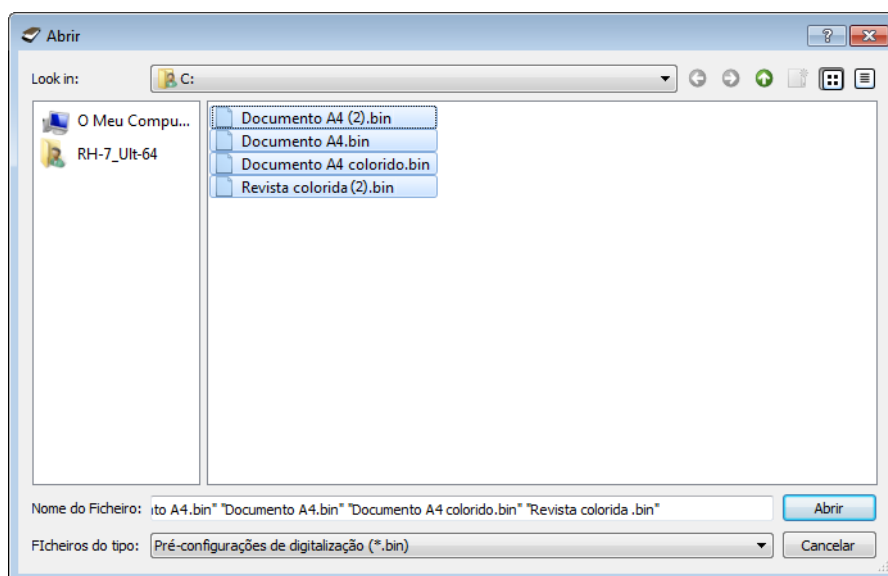 Abrir
Look in:
C:
O Meu Compu...
RH-7_Ult-64
Documento A4 (2).bin
Documento A4.bin
Documento A4 colorido.bin
Revista colorida (2).bin
Nome do Ficheiro: to A4.bin" "Documento A4.bin" "Documento A4 colorido.bin" "Revista colorida .bin" Abrir
FIcheiros do tipo: Pré-configurações de digitalização (*.bin) Cancelar